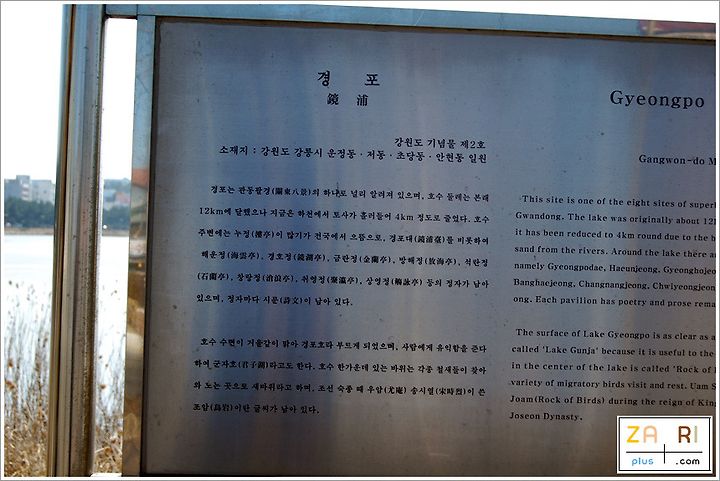 경 포
鏡 浦
강원도 기념물 제2호
소재지 : 강원도 강릉시 운정동 · 저동 · 초당동 · 안현동 일원
경포는 관동팔경(關東八景)의 하나로 널리 알려져 있으며, 호수 둘레는 본래
12km에 달했으나 지금은 하천에서 토사가 흘러들어 4km 정도로 줄었다. 호수
주변에는 누정(樓亭)이 많기가 전국에서 으뜸으로, 경포대(鏡浦臺)를 비롯하여
해운정(海雲亭), 경호정(鏡湖亭), 금란정(金蘭亭), 방해정(放海亭), 석란정
(石蘭亭), 창랑정(滄浪亭), 취영정(聚瀛亭), 상영정(觴詠亭) 등의 정자가 남아
있으며, 정자마다 시문(詩文)이 남아 있다.
호수 수면이 거울같이 맑아 경포호라 부르게 되었으며, 사람에게 유익함을 준다
하여 군자호(君子湖)라고도 한다. 호수 한가운데 있는 바위는 각종 철새들이 찾아
와 노는 곳으로 새바위라고 하며, 조선 숙종 때 우암(尤庵) 송시열(宋時烈)이 쓴
조암(鳥岩)이란 글씨가 남아 있다.
Gyeongpo
Gangwon-do M
This site is one of the eight sites of super
Gwandong. The lake was originally about 12
it has been reduced to 4km round due to the
sand from the rivers. Around the lake there a
namely Gyeongpodae, Haeunjeong, Gyeonghojeo
Banghaejeong, Changnangjeong, Chwiyeongjeon
ong. Each pavilion has poetry and prose rema
The surface of Lake Gyeongpo is as clear as a
called 'Lake Gunja' because it is useful to the
in the center of the lake is called 'Rock of
variety of migratory birds visit and rest. Uam S
Joam(Rock of Birds) during the reign of King
Joseon Dynasty.
ZA RI
plus .com